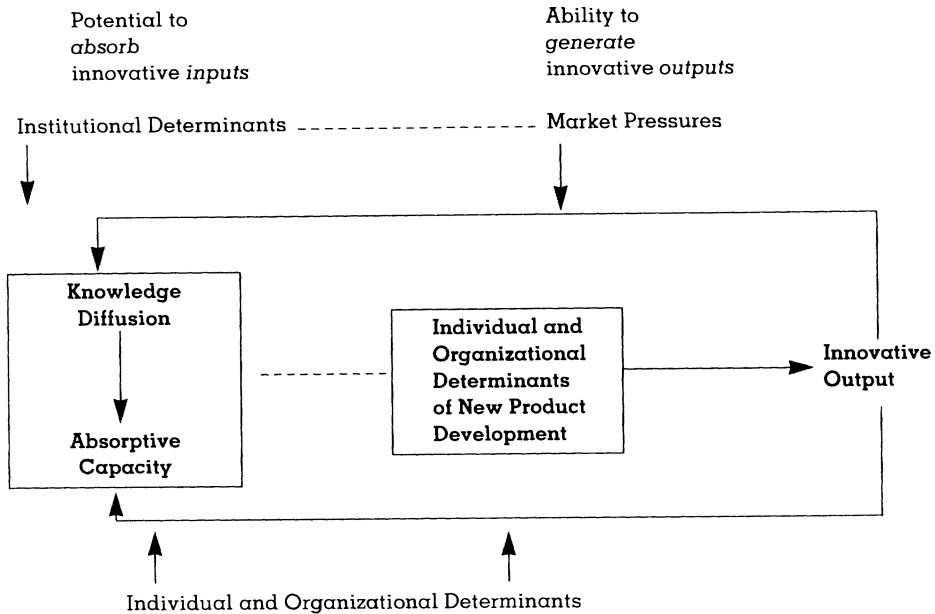 Potential to
absorb
innovative inputs
Ability to
generate
innovative outputs
Institutional Determinants
Market Pressures
Knowledge
Diffusion
Absorptive
Capacity
Individual and
Organizational
Determinants
of New Product
Development
Innovative
Output
Individual and Organizational Determinants